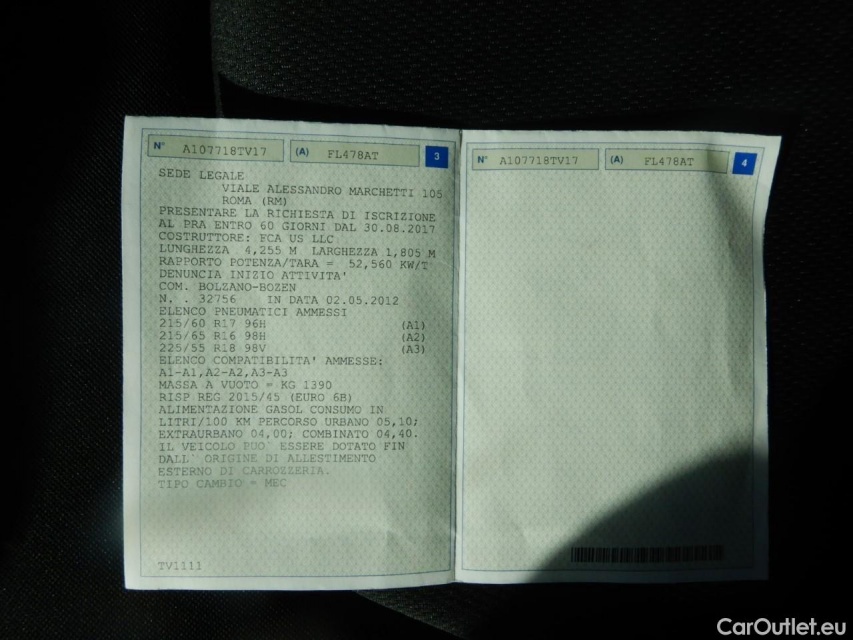 N° A107718TV17 (A) FL478AT 3
SEDE LEGALE
VIALE ALESSANDRO MARCHETTI 105
ROMA (RM)
PRESENTARE LA RICHIESTA DI ISCRIZIONE
AL PRA ENTRO 60 GIORNI DAL 30.08.2017
COSTRUTTORE: FCA US LLC
LUNGHEZZA 4,255 M LARGHEZZA 1,805 M
RAPPORTO POTENZA/TARA = 52,560 KW/T
DENUNCIA INIZIO ATTIVITA'
COM. BOLZANO-BOZEN
N. . 32756 IN DATA 02.05.2012
ELENCO PNEUMATICI AMMESSI
215/60 R17 96H (A1)
215/65 R16 98H (A2)
225/55 R18 98V (A3)
ELENCO COMPATIBILITA' AMMESSE:
A1-A1,A2-A2,A3-A3
MASSA A VUOTO = KG 1390
RISP REG 2015/45 (EURO 6B)
ALIMENTAZIONE GASOL CONSUMO IN
LITRI/100 KM PERCORSO URBANO 05,10;
EXTRAURBANO 04,00; COMBINATO 04,40.
IL VEICOLO PUO` ESSERE DOTATO FIN
DALL` ORIGINE DI ALLESTIMENTO
ESTERNO DI CARROZZERIA.
TIPO CAMBIO = MEC
TV1111
N° A107718TV17 (A) FL478AT 4
CarOutlet.eu